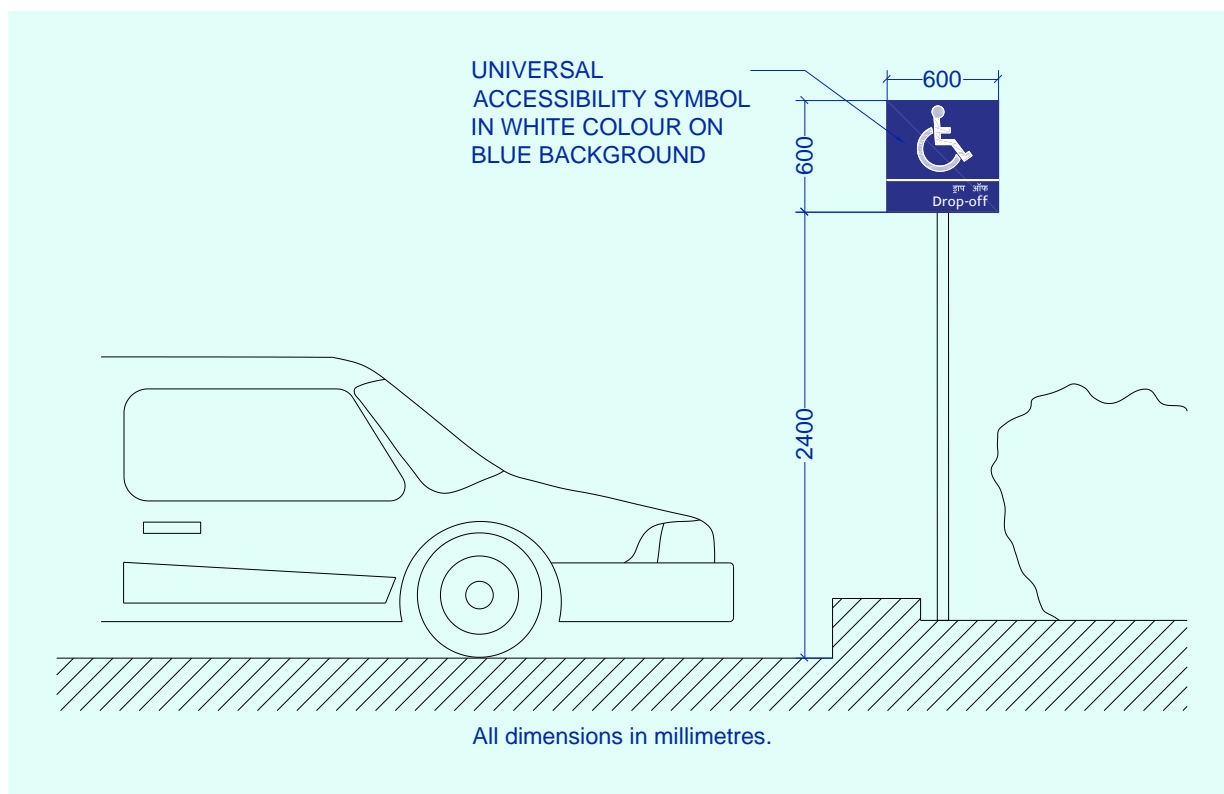 UNIVERSAL
ACCESSIBILITY SYMBOL
IN WHITE COLOUR ON
BLUE BACKGROUND
600
600
ड्राप ऑफ
Drop-off
2400
All dimensions in millimetres.